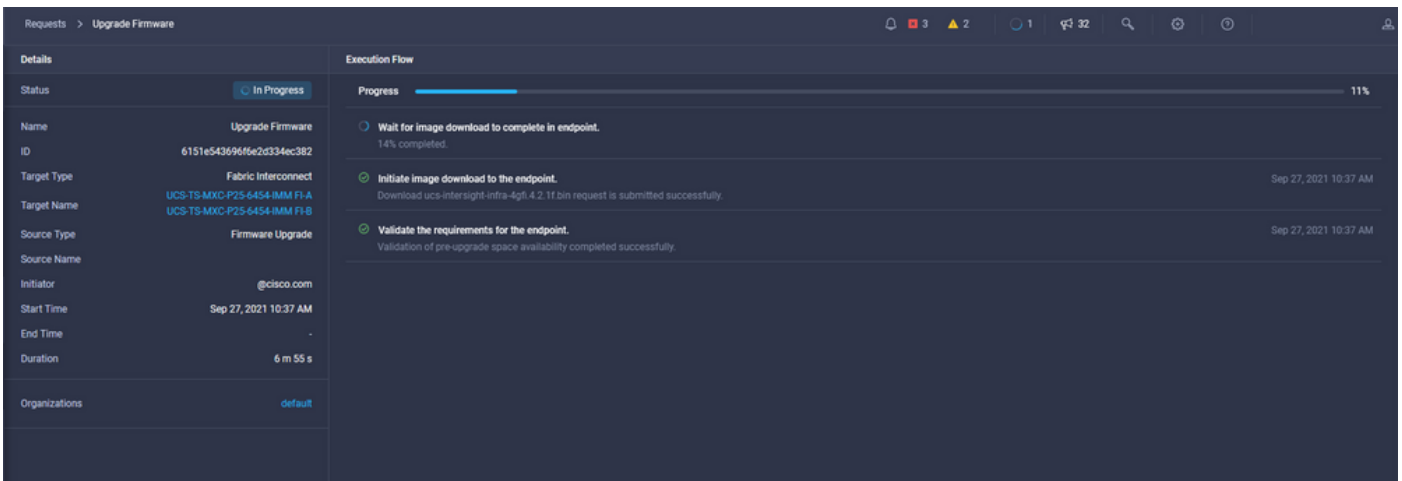 Requests > Upgrade Firmware
3 2 1 32
Details
Status In Progress
Name Upgrade Firmware
ID 6151e543696f6e2d334ec382
Target Type Fabric Interconnect
Target Name UCS-TS-MXC-P25-6454-IMM FI-A
UCS-TS-MXC-P25-6454-IMM FI-B
Source Type Firmware Upgrade
Source Name
Initiator @cisco.com
Start Time Sep 27, 2021 10:37 AM
End Time -
Duration 6 m 55 s
Organizations default
Execution Flow
Progress 11%
Wait for image download to complete in endpoint.
14% completed.
Initiate image download to the endpoint. Sep 27, 2021 10:37 AM
Download ucs-intersight-infra-4gfi.4.2.1f.bin request is submitted successfully.
Validate the requirements for the endpoint. Sep 27, 2021 10:37 AM
Validation of pre-upgrade space availability completed successfully.